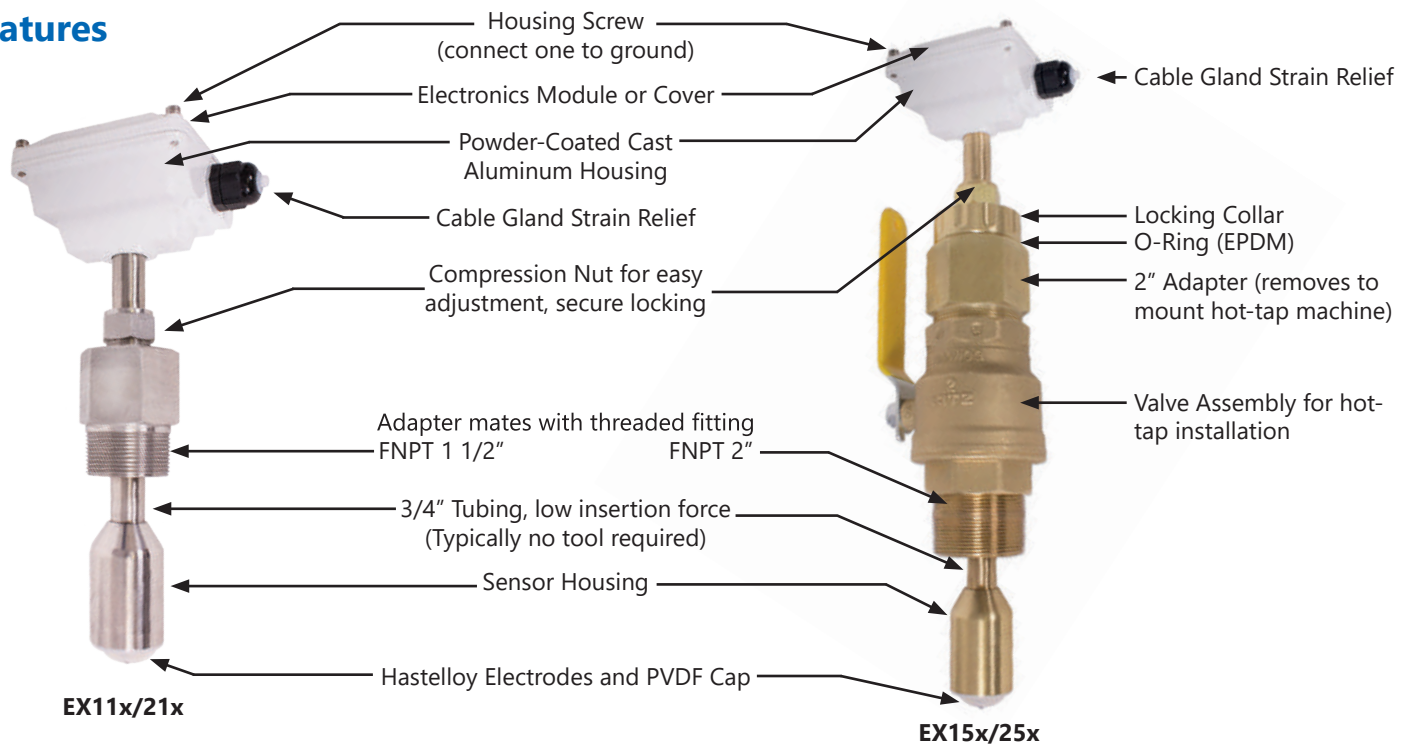 atures
Housing Screw
(connect one to ground)
Electronics Module or Cover
Powder-Coated Cast
Aluminum Housing
Cable Gland Strain Relief
Compression Nut for easy
adjustment, secure locking
Adapter mates with threaded fitting
FNPT 1 1/2” FNPT 2”
3/4” Tubing, low insertion force
(Typically no tool required)
Sensor Housing
Hastelloy Electrodes and PVDF Cap
EX11x/21x
Cable Gland Strain Relief
Locking Collar
O-Ring (EPDM)
2” Adapter (removes to
mount hot-tap machine)
Valve Assembly for hot-
tap installation
EX15x/25x